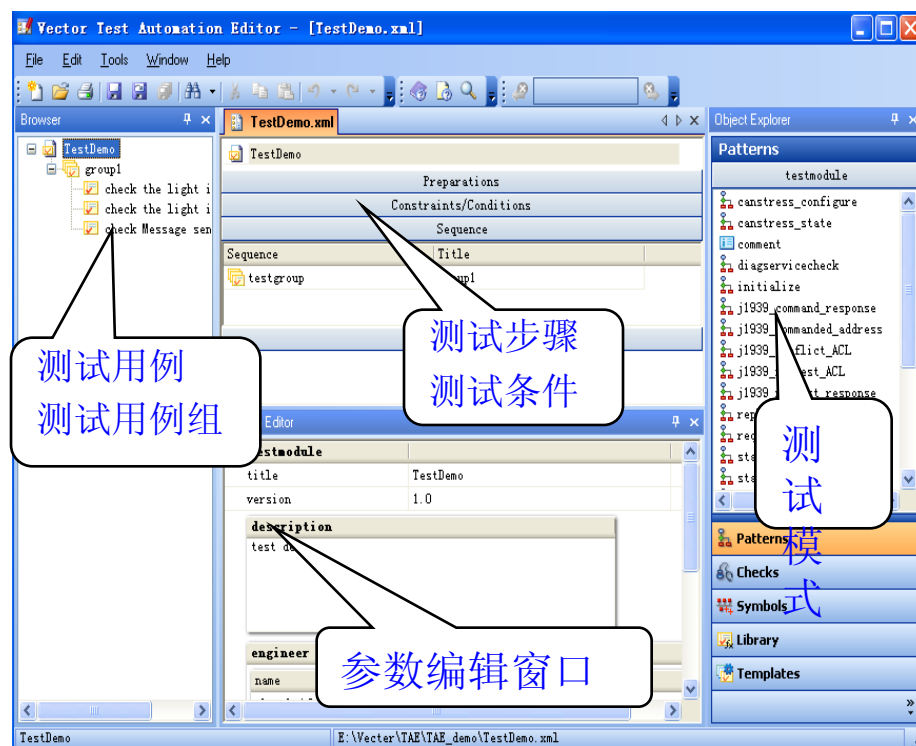 Vector Test Automation Editor - [TestDemo.xml]
File Edit Tools Window Help
Browser
TestDemo.xml
Object Explorer
TestDemo
group1
check the light i
check the light i
check Message sen
TestDemo
Preparations
Constraints/Conditions
Sequence
Sequence Title
testgroup
测试用例
测试用例组
测试步骤
测试条件
Patterns
testmodule
canstress_configure
canstress_state
comment
diagservicecheck
initialize
j1939_command_response
测试模式
Editor
title TestDemo
version 1.0
description
engineer
name
参数编辑窗口
Patterns
Checks
Symbols
Library
Templates
TestDemo
E:\Vecter\TAE\TAE_demo\TestDemo.xml